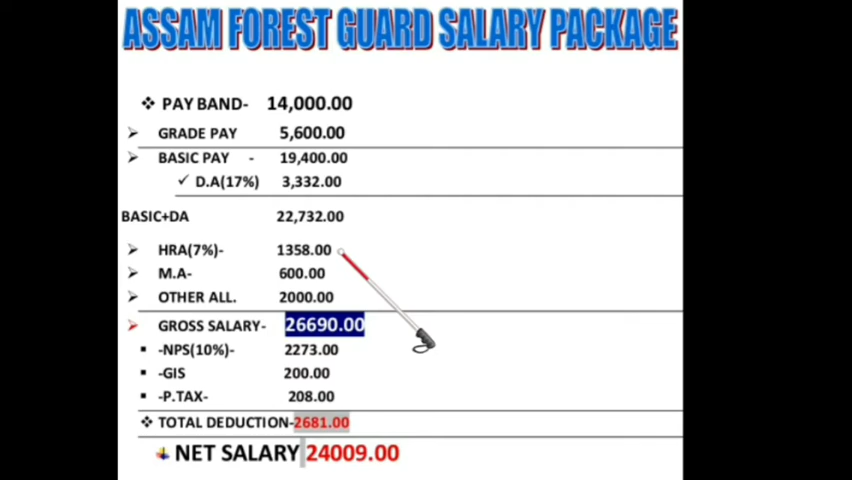 ASSAM FOREST GUARD SALARY PACKAGE
PAY BAND- 14,000.00
GRADE PAY 5,600.00
BASIC PAY - 19,400.00
D.A(17%) 3,332.00
BASIC+DA 22,732.00
HRA(7%)- 1358.00
M.A- 600.00
OTHER ALL. 2000.00
GROSS SALARY- 26690.00
-NPS(10%)- 2273.00
-GIS 200.00
-P.TAX- 208.00
TOTAL DEDUCTION-2681.00
NET SALARY 24009.00